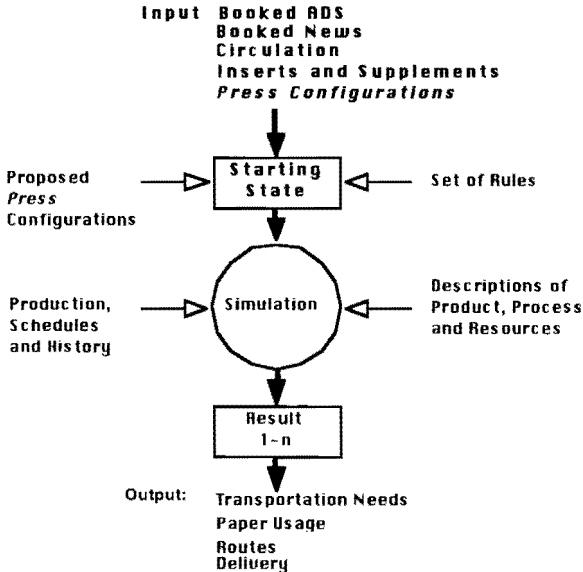 Input Booked ADS
Booked News
Circulation
Inserts and Supplements
Press Configurations
Starting
State
Proposed
Press
Configurations
Set of Rules
Simulation
Production,
Schedules
and History
Descriptions of
Product, Process
and Resources
Result
1~n
Output: Transportation Needs
Paper Usage
Routes
Delivery